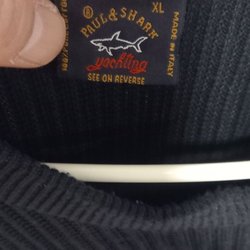 PAUL & SHARK
®
XL
MADE IN ITALY
yachting
SEE ON REVERSE